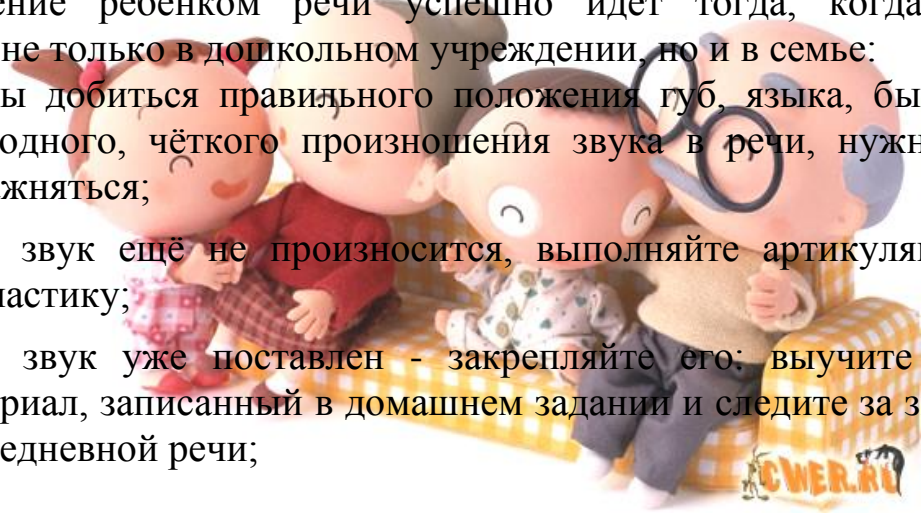 ение ребенком речи успешно идет тогда, когда
не только в дошкольном учреждении, но и в семье:
ы добиться правильного положения губ, языка, бы
одного, чёткого произношения звука в речи, нужн
жняться;
звук ещё не произносится, выполняйте артикуля
настику;
звук уже поставлен - закрепляйте его: выучите
риал, записанный в домашнем задании и следите за з
едневной речи;
CWER.RU